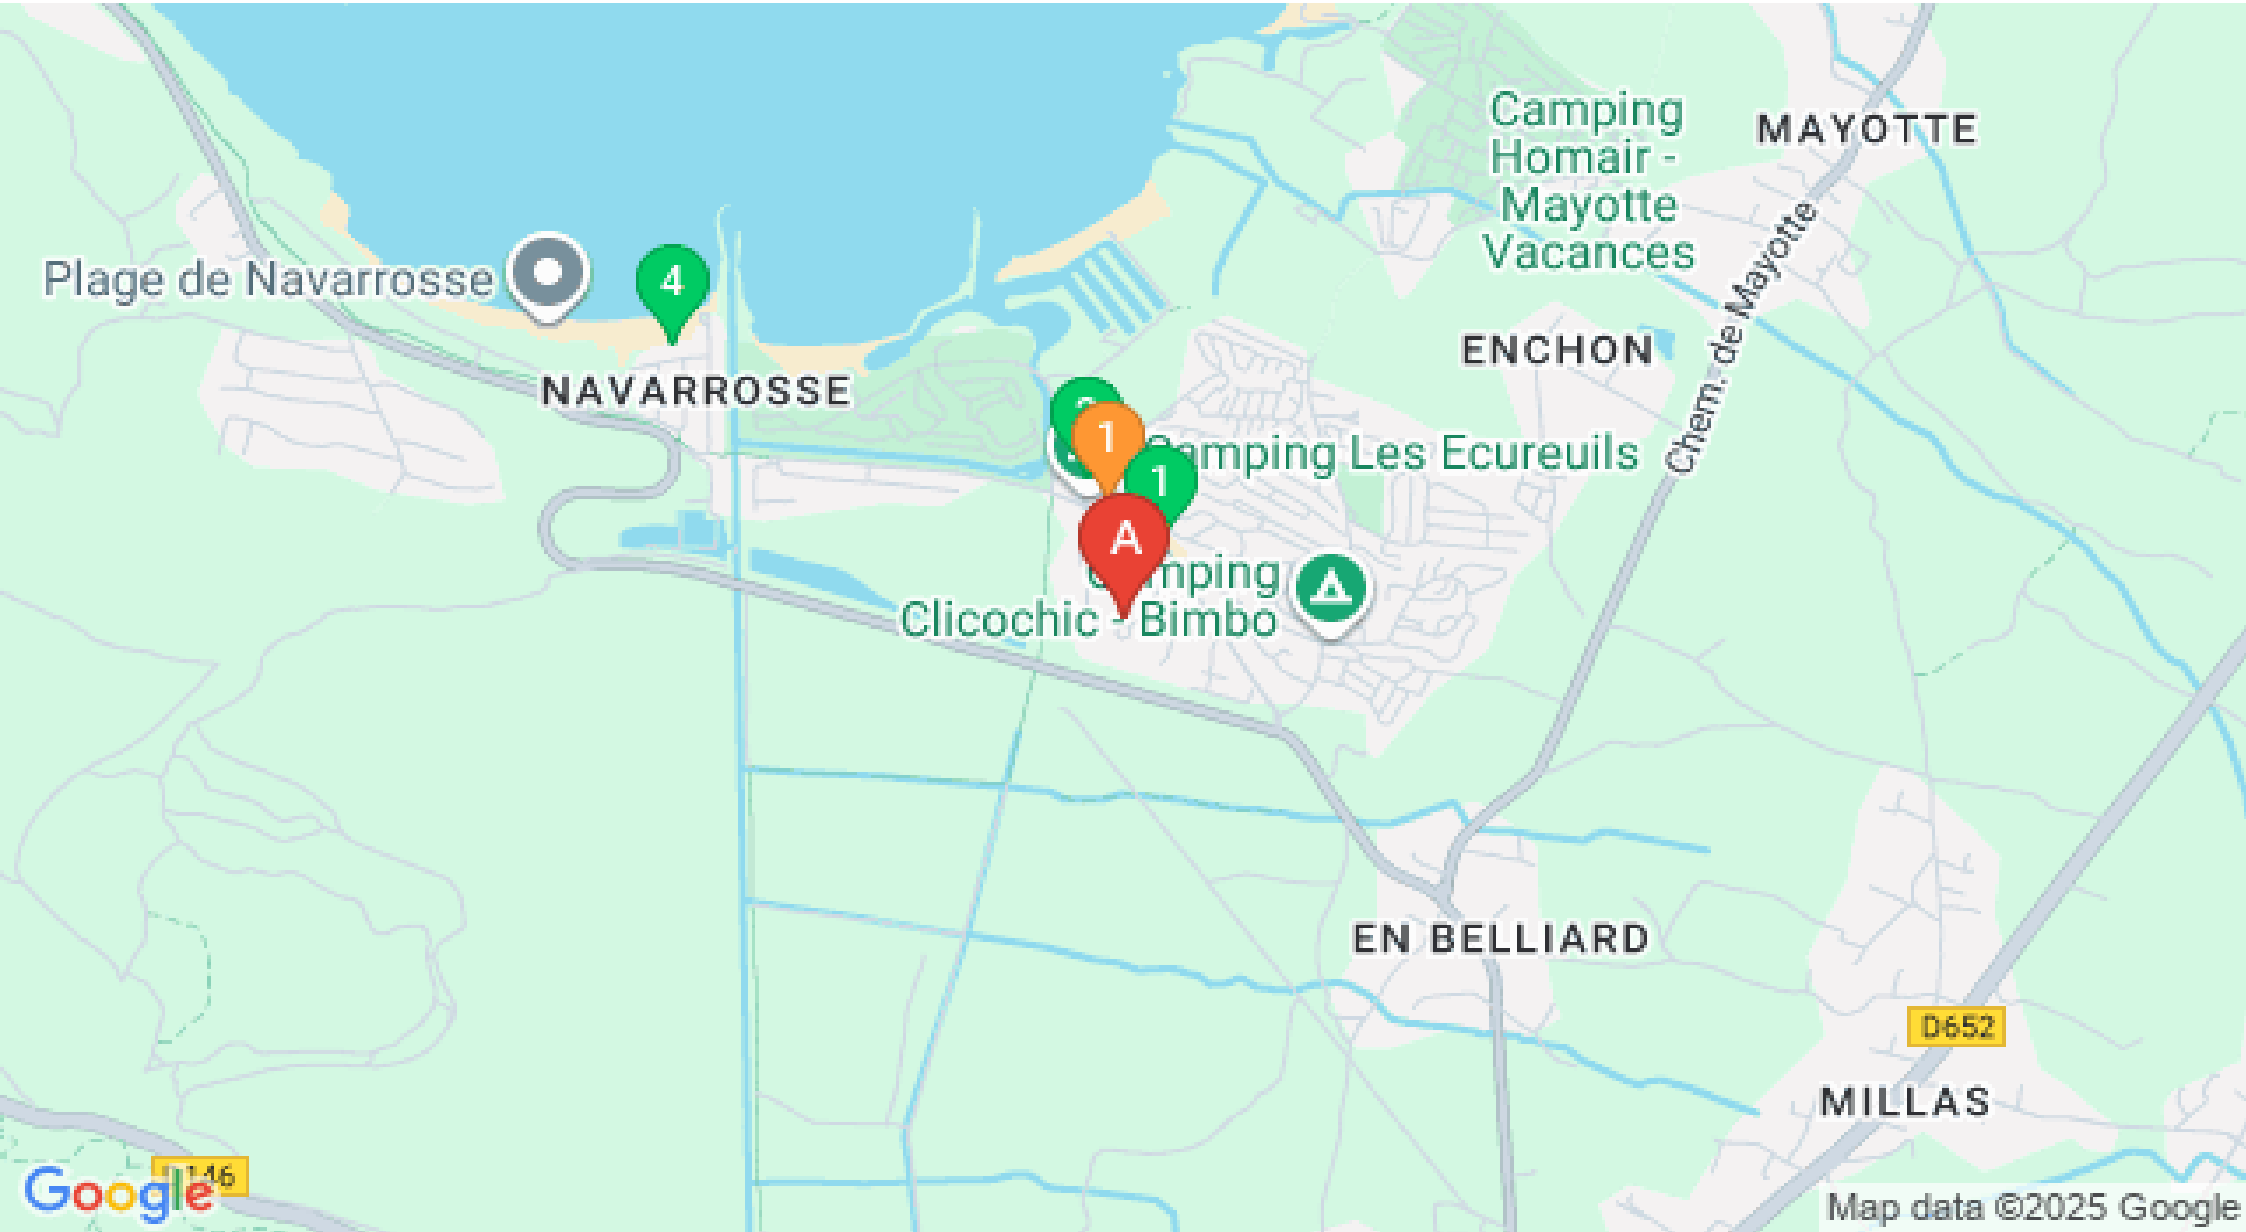 Camping
Homair -
Mayotte
Vacances
MAYOTTE
Plage de Navarrosse
4
Chem. de Mayotte
ENCHON
NAVARROSSE
1
Camping Les Ecureuils
1
A
Camping
Clicochic - Bimbo
EN BELLIARD
D652
MILLAS
Google
Map data ©2025 Google